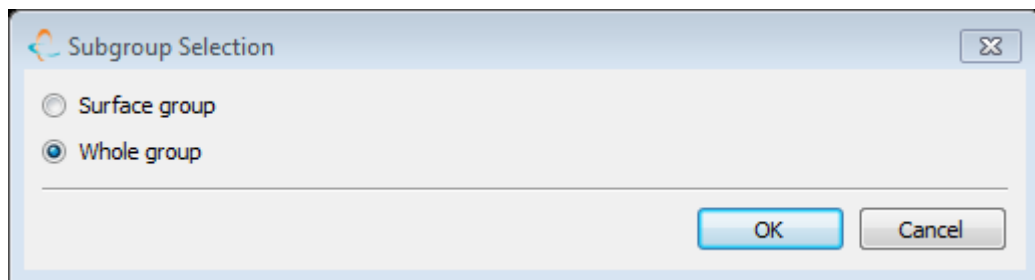 Subgroup Selection
Surface group
Whole group
OK Cancel